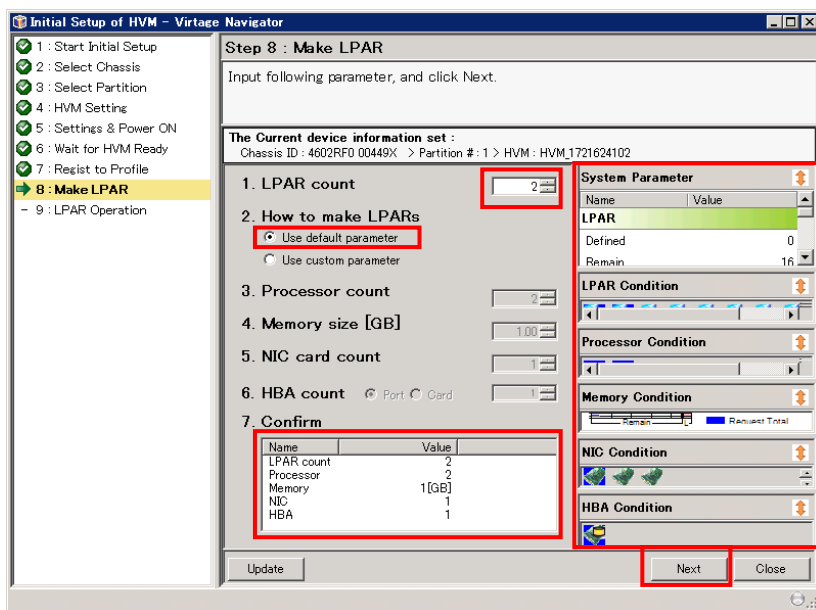 Initial Setup of HVM - Virtage Navigator
1 : Start Initial Setup
2 : Select Chassis
3 : Select Partition
4 : HVM Setting
5 : Settings & Power ON
6 : Wait for HVM Ready
7 : Regist to Profile
8 : Make LPAR
- 9 : LPAR Operation
Step 8 : Make LPAR
Input following parameter, and click Next.
The Current device information set :
Chassis ID : 4602RF0 00449X > Partition # : 1 > HVM : HVM_1721624102
1. LPAR count
2
2. How to make LPARs
Use default parameter
Use custom parameter
3. Processor count
2
4. Memory size [GB]
1.00
5. NIC card count
1
6. HBA count
Port
Card
1
7. Confirm
Name Value
LPAR count 2
Processor 2
Memory 1[GB]
NIC 1
HBA 1
System Parameter
Name Value
LPAR
Defined 0
Remain 16
LPAR Condition
Processor Condition
Memory Condition
Remain
Request Total
NIC Condition
HBA Condition
Update
Next
Close